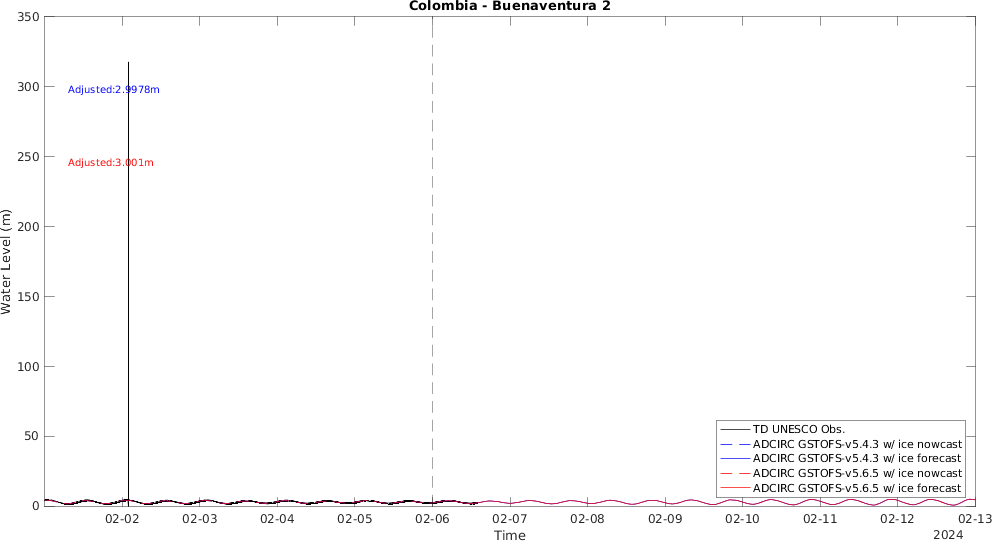 Colombia - Buenaventura 2
350
300
250
200
150
100
50
0
Water Level (m)
Adjusted:2.9978m
Adjusted:3.001m
TD UNESCO Obs.
ADCIRC GSTOFS-v5.4.3 w/ ice nowcast
ADCIRC GSTOFS-v5.4.3 w/ ice forecast
ADCIRC GSTOFS-v5.6.5 w/ ice nowcast
ADCIRC GSTOFS-v5.6.5 w/ ice forecast
02-02 02-03 02-04 02-05 02-06 02-07 02-08 02-09 02-10 02-11 02-12 02-13
Time
2024